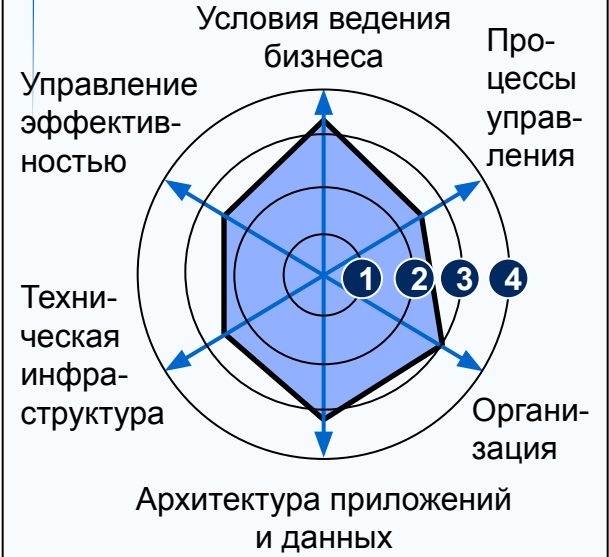 Условия ведения
бизнеса
Про-
цессы
управ-
ления
Управление
эффектив-
ностью
1 2 3 4
Техни-
ческая
инфра-
структура
Органи-
зация
Архитектура приложений
и данных